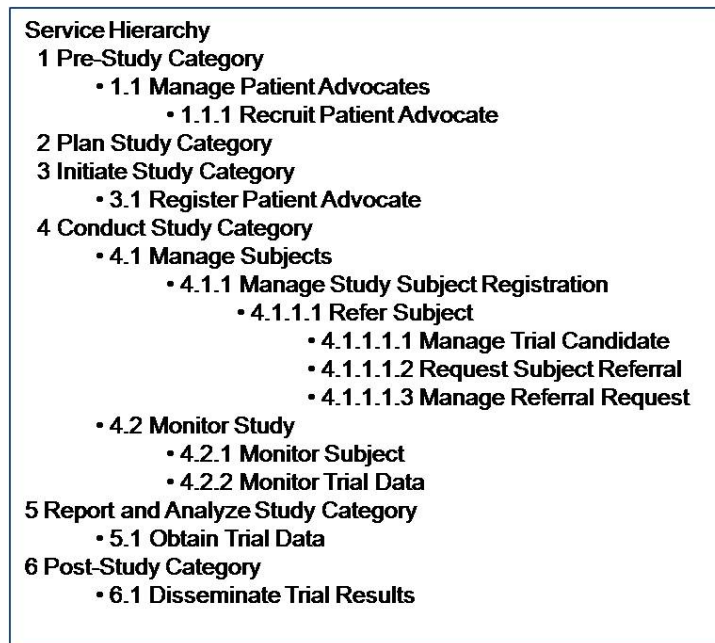 Service Hierarchy
1 Pre-Study Category
• 1.1 Manage Patient Advocates
• 1.1.1 Recruit Patient Advocate
2 Plan Study Category
3 Initiate Study Category
• 3.1 Register Patient Advocate
4 Conduct Study Category
• 4.1 Manage Subjects
• 4.1.1 Manage Study Subject Registration
• 4.1.1.1 Refer Subject
• 4.1.1.1.1 Manage Trial Candidate
• 4.1.1.1.2 Request Subject Referral
• 4.1.1.1.3 Manage Referral Request
• 4.2 Monitor Study
• 4.2.1 Monitor Subject
• 4.2.2 Monitor Trial Data
5 Report and Analyze Study Category
• 5.1 Obtain Trial Data
6 Post-Study Category
• 6.1 Disseminate Trial Results